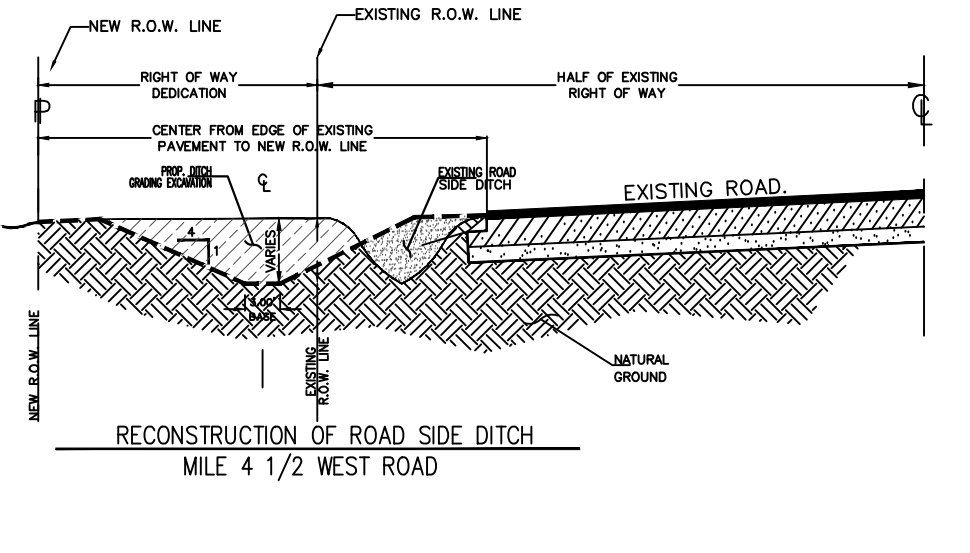 NEW R.O.W. LINE
EXISTING R.O.W. LINE
RIGHT OF WAY
DEDICATION
HALF OF EXISTING
RIGHT OF WAY
CENTER FROM EDGE OF EXISTING
PAVEMENT TO NEW R.O.W. LINE
PROP. DITCH
GRADING EXCAVATION
EXISTING ROAD
SIDE DITCH
EXISTING ROAD.
4
1
VARIES
3.00'
BASE
NEW R.O.W. LINE
EXISTING
R.O.W. LINE
NATURAL
GROUND
RECONSTRUCTION OF ROAD SIDE DITCH
MILE 4 1/2 WEST ROAD